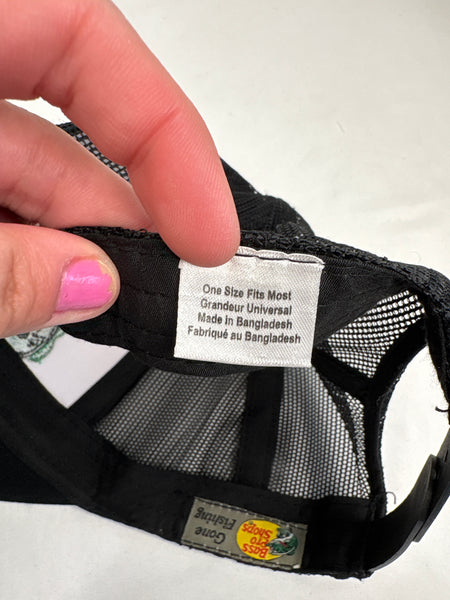 One Size Fits Most
Grandeur Universal
Made in Bangladesh
Fabriqué au Bangladesh
Gone
Fishing
Bass
Pro
Shops